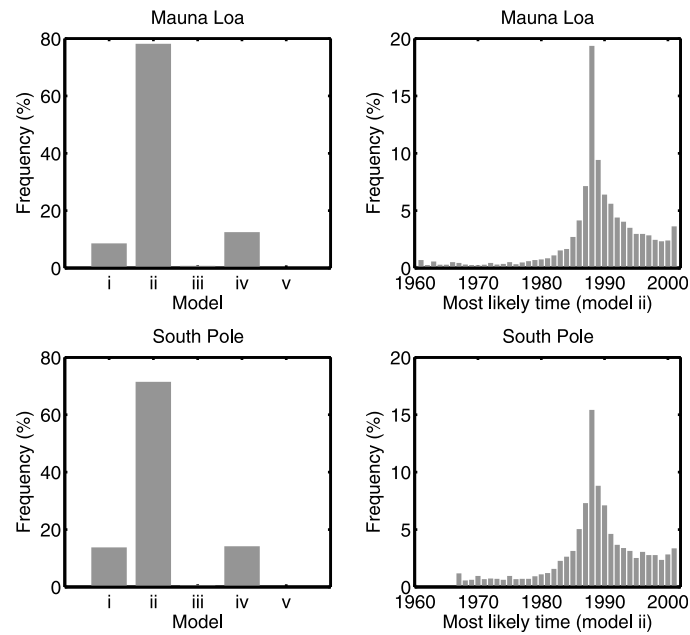 Mauna Loa
Frequency (%)
80
60
40
20
0
i ii iii iv v
Model
Mauna Loa
Frequency (%)
20
15
10
5
0
1960 1970 1980 1990 2000
Most likely time (model ii)
South Pole
Frequency (%)
80
60
40
20
0
i ii iii iv v
Model
South Pole
Frequency (%)
20
15
10
5
0
1960 1970 1980 1990 2000
Most likely time (model ii)